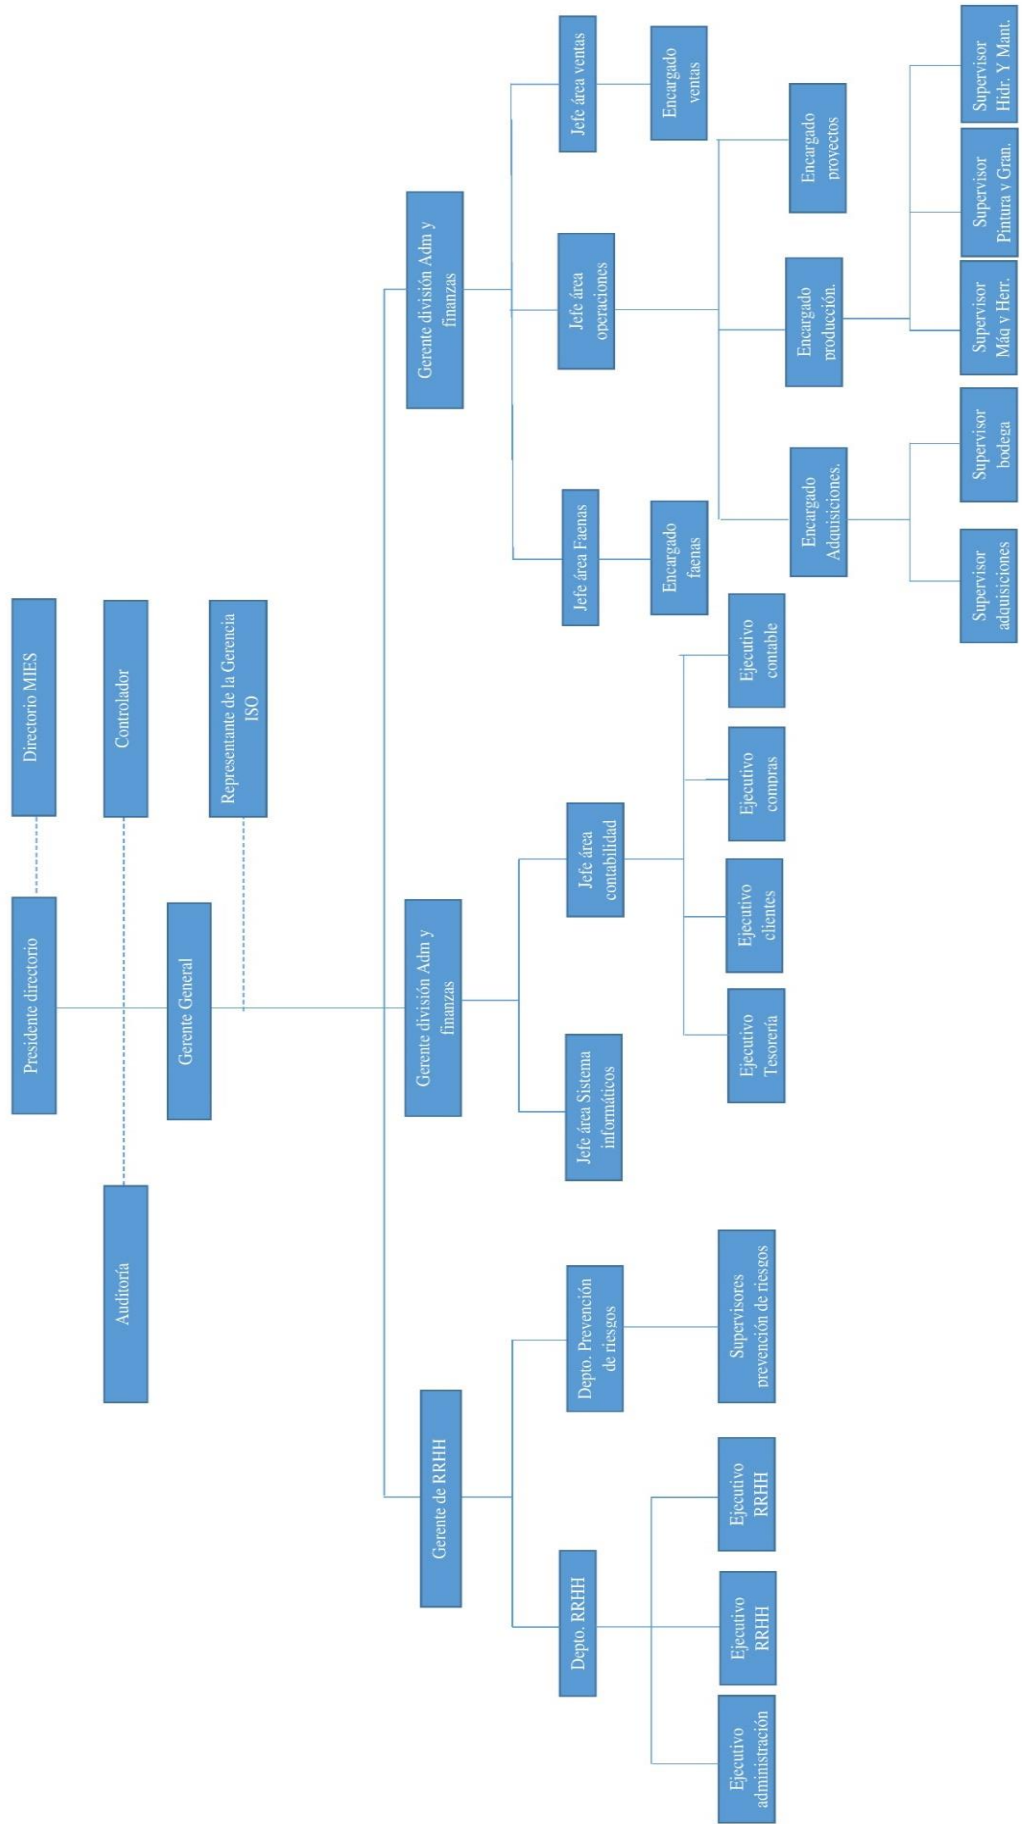 Presidente directorio
Directorio MIES
Auditoría
Controlador
Gerente General
Representante de la Gerencia
ISO
Gerente de RRHH
Gerente división Adm y
finanzas
Gerente división Adm y
finanzas
Depto. RRHH
Depto. Prevención
de riesgos
Jefe área Sistema
informáticos
Jefe área
contabilidad
Jefe área Faenas
Jefe área
operaciones
Jefe área ventas
Encargado
faenas
Encargado
ventas
Ejecutivo
administración
Ejecutivo
RRHH
Ejecutivo
RRHH
Supervisores
prevención de riesgos
Ejecutivo
Tesorería
Ejecutivo
clientes
Ejecutivo
compras
Ejecutivo
contable
Encargado
Adquisiciones.
Encargado
producción.
Encargado
proyectos
Supervisor
adquisiciones
Supervisor
bodega
Supervisor
Máq y Herr.
Supervisor
Pintura y Gran.
Supervisor
Hidr. Y Mant.